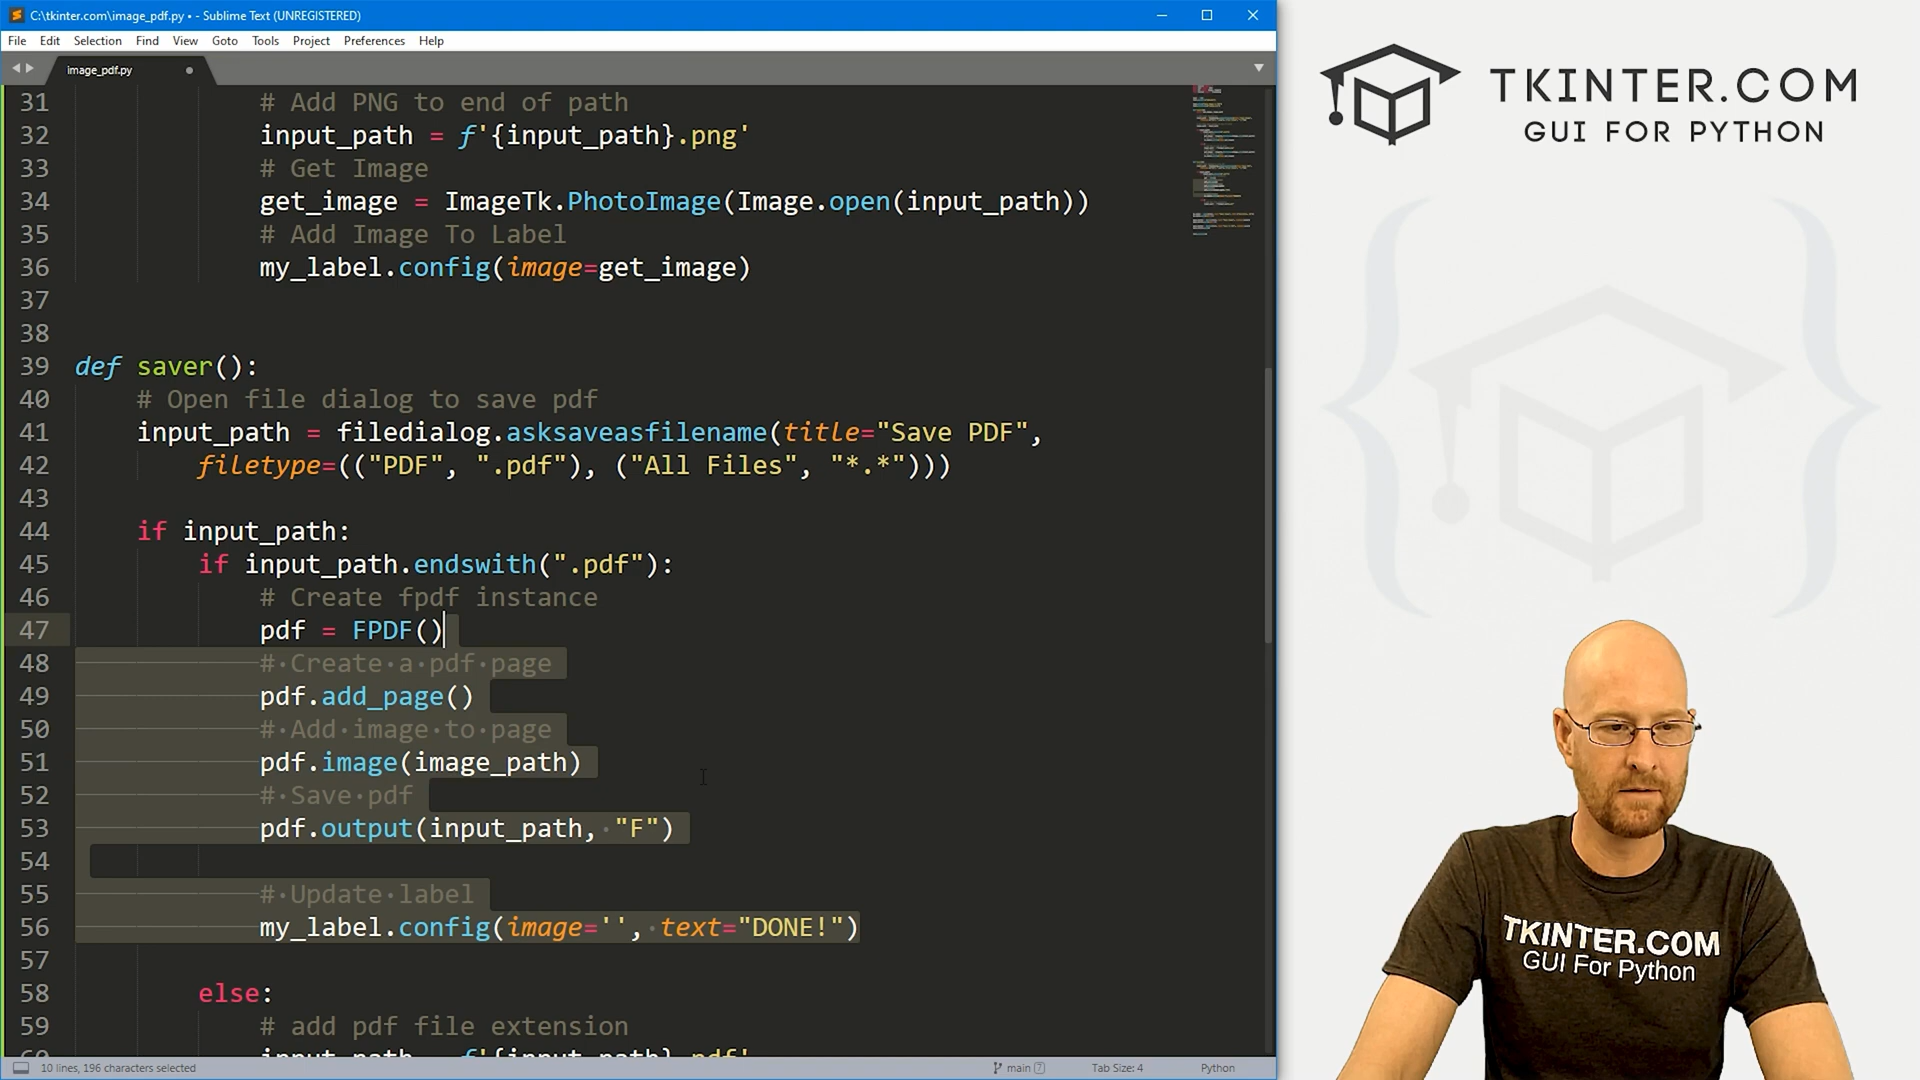 C:\tkinter.com\image_pdf.py • - Sublime Text (UNREGISTERED)
File Edit Selection Find View Goto Tools Project Preferences Help
image_pdf.py
31 # Add PNG to end of path
32 input_path = f'{input_path}.png'
33 # Get Image
34 get_image = ImageTk.PhotoImage(Image.open(input_path))
35 # Add Image To Label
36 my_label.config(image=get_image)
37
38
39 def saver():
40 # Open file dialog to save pdf
41 input_path = filedialog.asksaveasfilename(title="Save PDF",
42 filetype=(("PDF", ".pdf"), ("All Files", "*.*")))
43
44 if input_path:
45 if input_path.endswith(".pdf"):
46 # Create fpdf instance
47 pdf = FPDF()
48 # Create a pdf page
49 pdf.add_page()
50 # Add image to page
51 pdf.image(image_path)
52 # Save pdf
53 pdf.output(input_path, "F")
54
55 # Update label
56 my_label.config(image='', text="DONE!")
57
58 else:
59 # add pdf file extension
60 input_path = f'{input_path}.pdf'
10 lines, 196 characters selected
main ?
Tab Size: 4
Python
TKINTER.COM
GUI FOR PYTHON
TKINTER.COM
GUI For Python